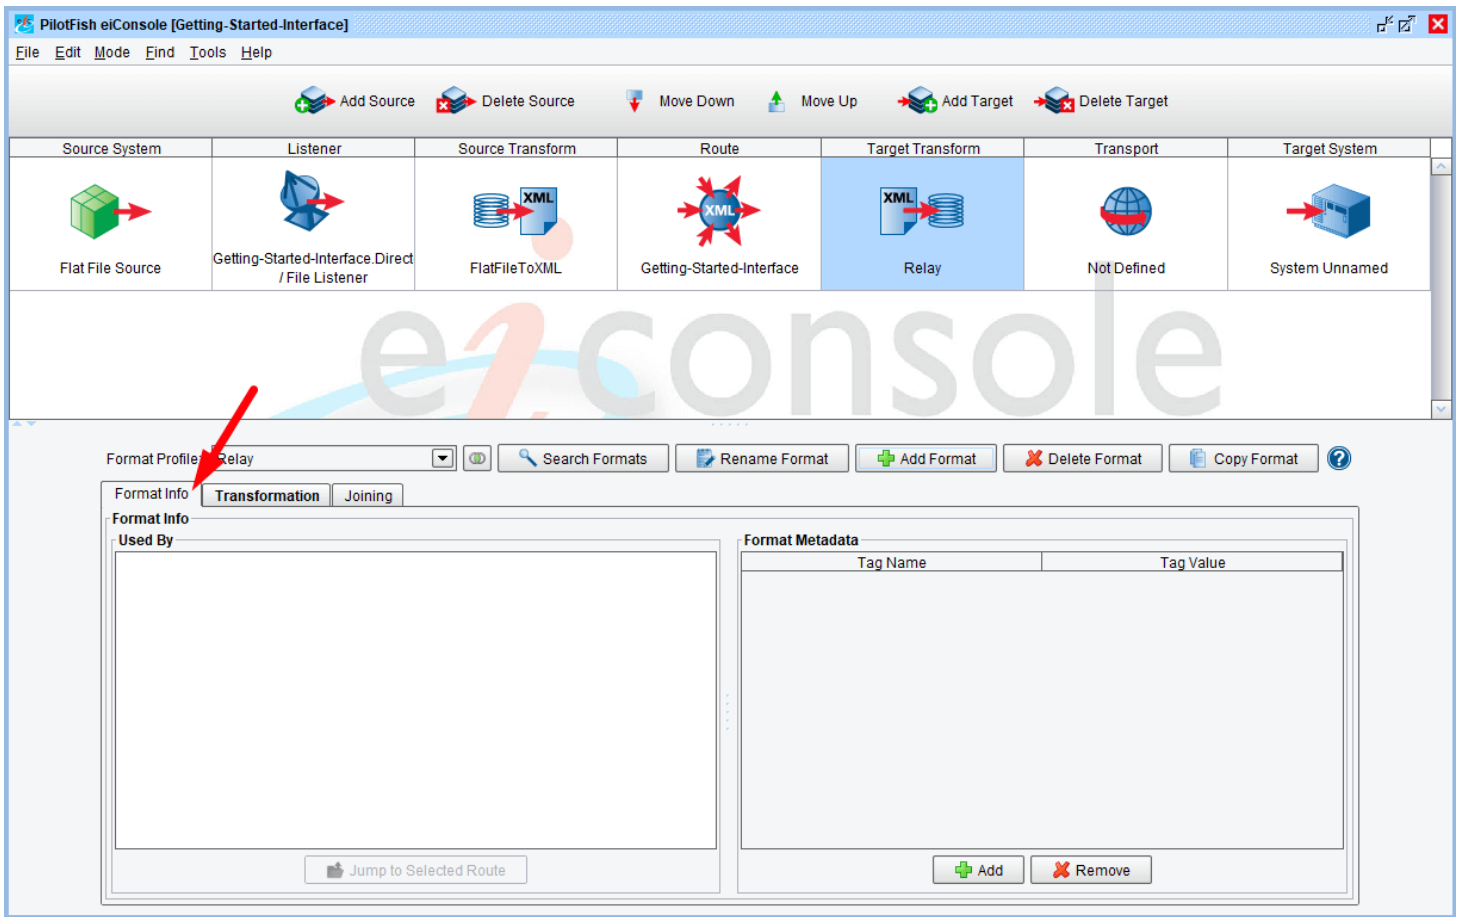 PilotFish eiConsole [Getting-Started-Interface]
File Edit Mode Find Tools Help
Add Source Delete Source Move Down Move Up Add Target Delete Target
Source System Listener Source Transform Route Target Transform Transport Target System
XML XML XML
Flat File Source Getting-Started-Interface.Direct FlatFileToXML Getting-Started-Interface Relay Not Defined System Unnamed
/ File Listener
eiconsole
Format Profile: Relay Search Formats Rename Format Add Format Delete Format Copy Format ?
Format Info Transformation Joining
Format Info
Used By Format Metadata
Tag Name Tag Value
Jump to Selected Route Add Remove